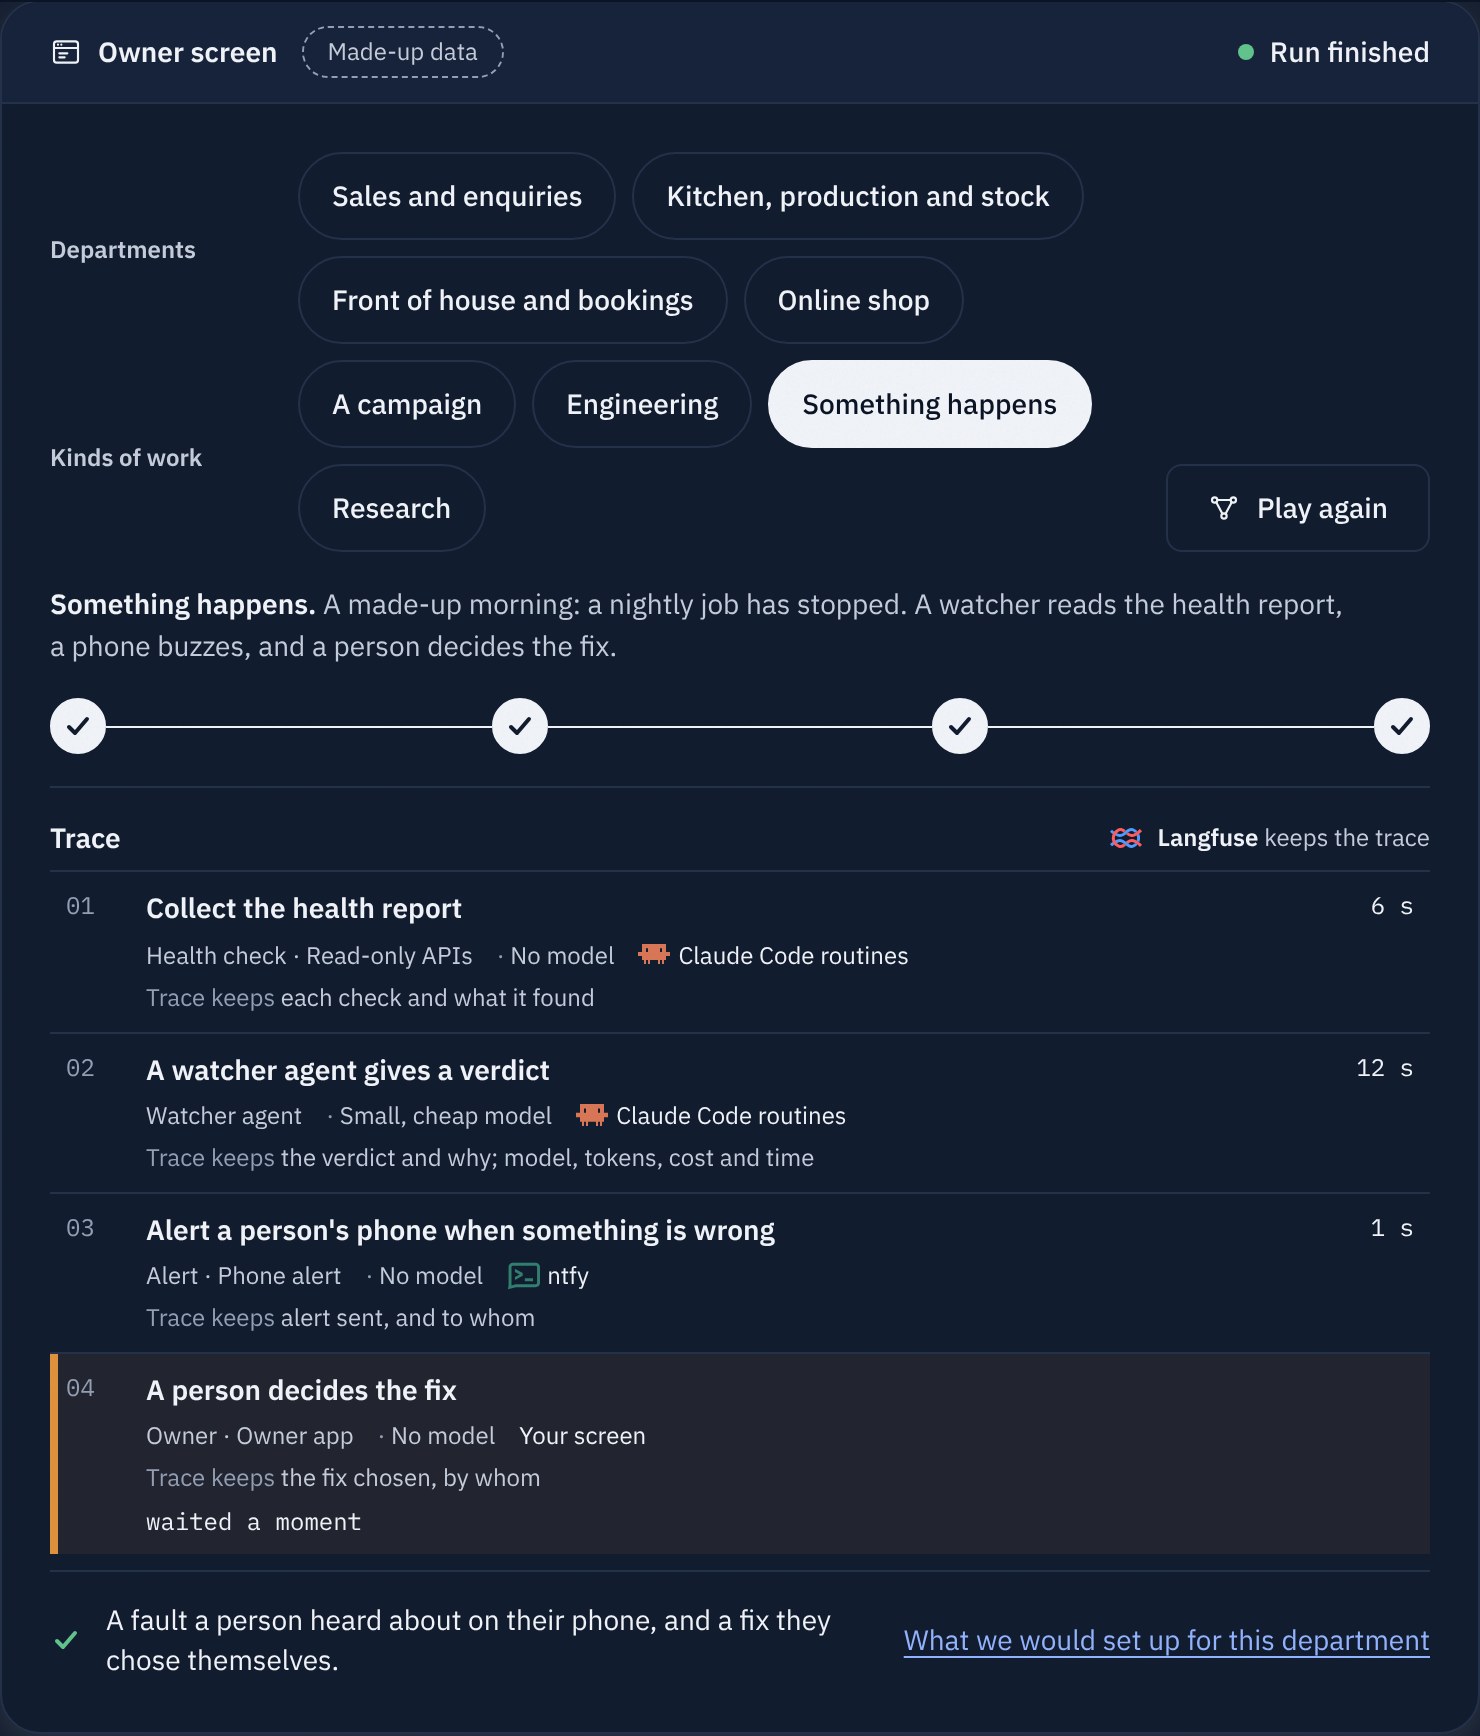 Owner screen
Made-up data
Run finished
Departments
Sales and enquiries
Kitchen, production and stock
Front of house and bookings
Online shop
Kinds of work
A campaign
Engineering
Something happens
Research
Play again
Something happens. A made-up morning: a nightly job has stopped. A watcher reads the health report,
a phone buzzes, and a person decides the fix.
Trace
Langfuse keeps the trace
01
Collect the health report
6 s
Health check · Read-only APIs · No model Claude Code routines
Trace keeps each check and what it found
02
A watcher agent gives a verdict
12 s
Watcher agent · Small, cheap model Claude Code routines
Trace keeps the verdict and why; model, tokens, cost and time
03
Alert a person's phone when something is wrong
1 s
Alert · Phone alert · No model ntfy
Trace keeps alert sent, and to whom
04
A person decides the fix
Owner · Owner app · No model Your screen
Trace keeps the fix chosen, by whom
waited a moment
A fault a person heard about on their phone, and a fix they
chose themselves.
What we would set up for this department